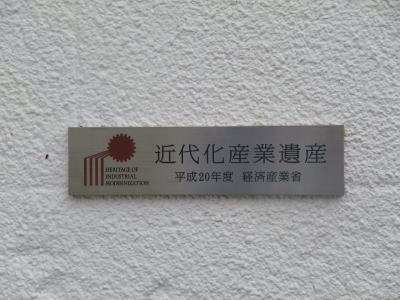 近代化産業遺産
平成20年度 経済産業省
HERITAGE OF
INDUSTRIAL
MODERNIZATION